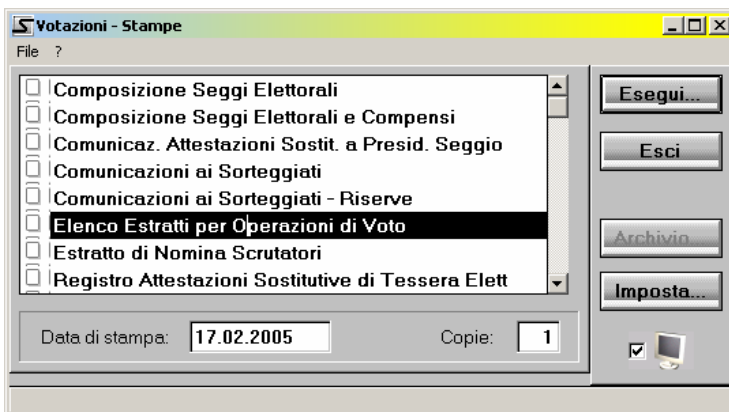 Votazioni - Stampe
File ?
Composizione Seggi Elettorali
Composizione Seggi Elettorali e Compensi
Comunicaz. Attestazioni Sostit. a Presid. Seggio
Comunicazioni ai Sorteggiati
Comunicazioni ai Sorteggiati - Riserve
Elenco Estratti per Operazioni di Voto
Estratto di Nomina Scrutatori
Registro Attestazioni Sostitutive di Tessera Elett
Esegui...
Esci
Archivio...
Imposta...
Data di stampa: 17.02.2005 Copie: 1